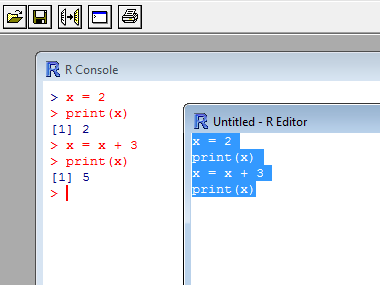 R Console
> x = 2
> print(x)
[1] 2
> x = x + 3
> print(x)
[1] 5
>
Untitled - R Editor
x = 2
print(x)
x = x + 3
print(x)